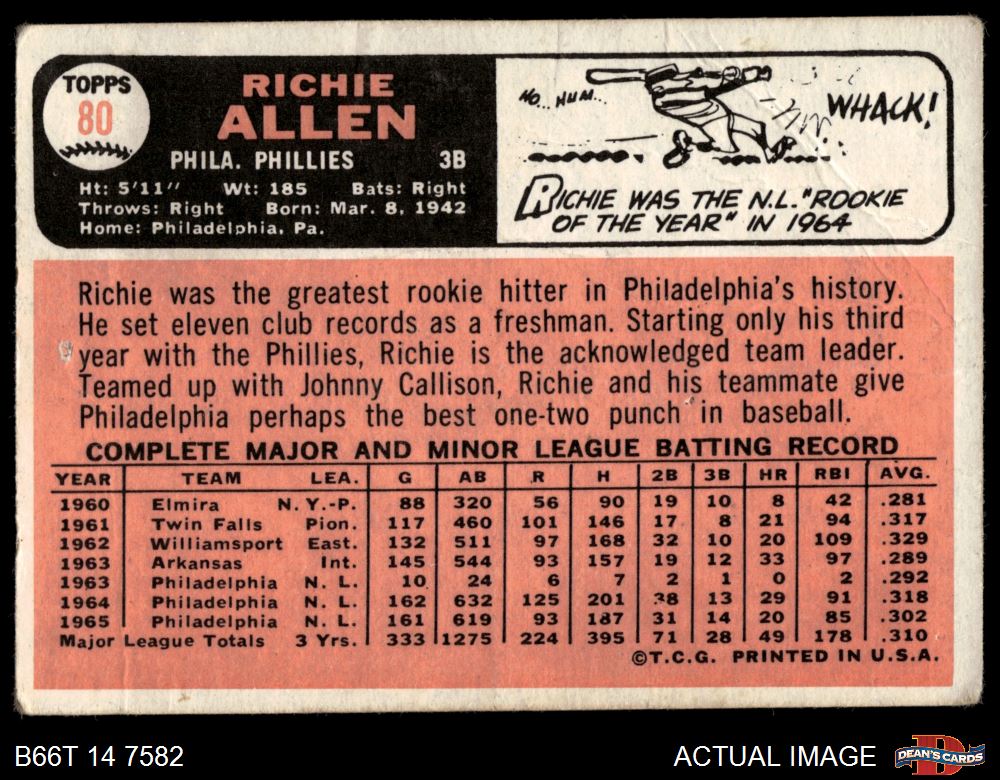 TOPPS
80
RICHIE
ALLEN
PHILA. PHILLIES 3B
Ht: 5'11" Wt: 185 Bats: Right
Throws: Right Born: Mar. 8, 1942
Home: Philadelphia, Pa.
HO... HUM...
WHACK!
RICHIE WAS THE N.L. "ROOKIE
OF THE YEAR" IN 1964
Richie was the greatest rookie hitter in Philadelphia's history.
He set eleven club records as a freshman. Starting only his third
year with the Phillies, Richie is the acknowledged team leader.
Teamed up with Johnny Callison, Richie and his teammate give
Philadelphia perhaps the best one-two punch in baseball.
COMPLETE MAJOR AND MINOR LEAGUE BATTING RECORD
YEAR TEAM LEA. G AB R H 2B 3B HR RBI AVG.
1960 Elmira N.Y.-P. 88 320 56 90 19 10 8 42 .281
1961 Twin Falls Pion. 117 460 101 146 17 8 21 94 .317
1962 Williamsport East. 132 511 97 168 32 10 20 109 .329
1963 Arkansas Int. 145 544 93 157 19 12 33 97 .289
1963 Philadelphia N. L. 10 24 6 7 2 1 0 2 .292
1964 Philadelphia N. L. 162 632 125 201 38 13 29 91 .318
1965 Philadelphia N. L. 161 619 93 187 31 14 20 85 .302
Major League Totals 3 Yrs. 333 1275 224 395 71 28 49 178 .310
©T.C.G. PRINTED IN U.S.A.
B66T 14 7582
ACTUAL IMAGE
D
DEAN'S CARDS